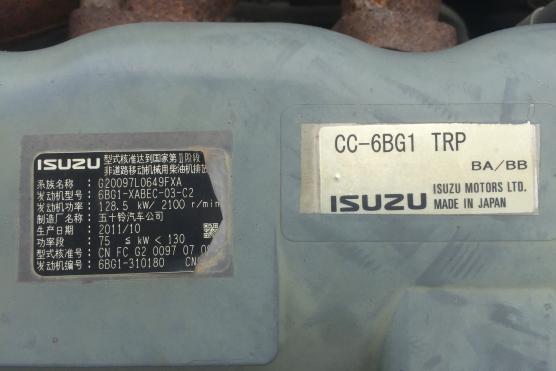 ISUZU 型式核准达到国家第Ⅱ阶段
非道路移动机械用柴油机排放
系族名称 : G20097L0649FXA
发动机型号: 6BG1-XABEC-03-C2
发动机功率: 128.5 kW/ 2100 r/min
制造厂名称: 五十铃汽车公司
生产日期 : 2011/10
功率段 : 75 ≤ kW < 130
型式核准号: CN FC G2 0097 07
发动机编号: 6BG1-310180 CN
CC-6BG1 TRP
BA/BB
ISUZU ISUZU MOTORS LTD.
MADE IN JAPAN